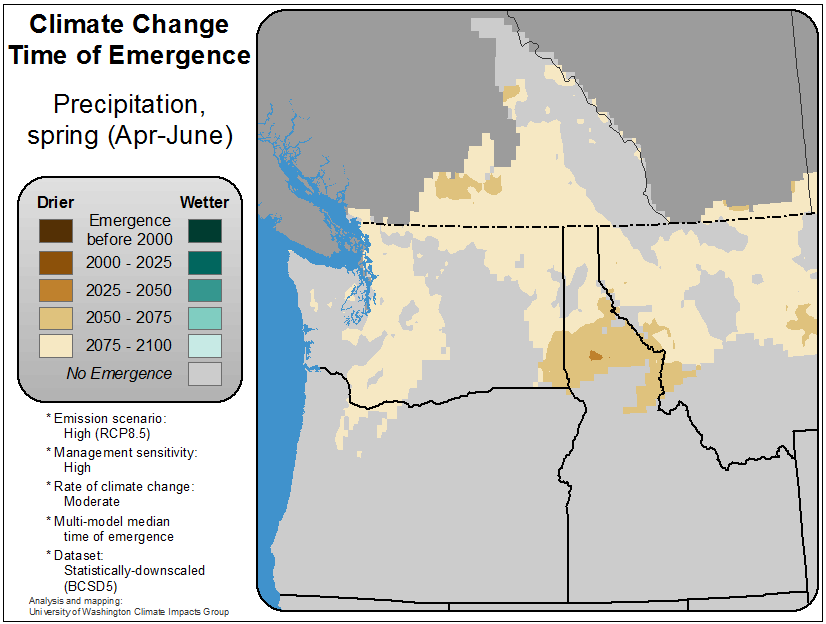 Climate Change
Time of Emergence
Precipitation,
spring (Apr-June)
Drier Wetter
Emergence
before 2000
2000 - 2025
2025 - 2050
2050 - 2075
2075 - 2100
No Emergence
* Emission scenario:
High (RCP8.5)
* Management sensitivity:
High
* Rate of climate change:
Moderate
* Multi-model median
time of emergence
* Dataset:
Statistically-downscaled
(BCSD5)
Analysis and mapping:
University of Washington Climate Impacts Group